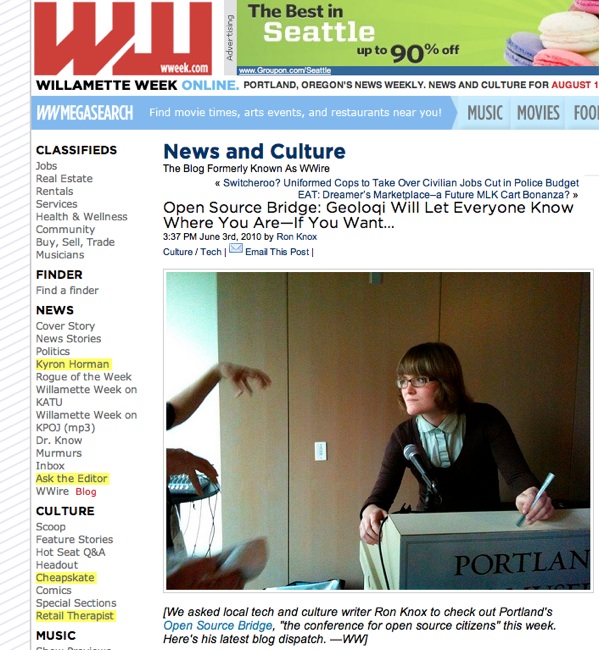 WW
wweek.com
Advertising
The Best in
Seattle
up to 90% off
www.Groupon.com/Seattle
WILLAMETTE WEEK ONLINE. PORTLAND, OREGON'S NEWS WEEKLY. NEWS AND CULTURE FOR AUGUST 1
WWMEGASEARCH Find movie times, arts events, and restaurants near you! MUSIC MOVIES FOO
CLASSIFIEDS
Jobs
Real Estate
Rentals
Services
Health & Wellness
Community
Buy, Sell, Trade
Musicians
FINDER
Find a finder
NEWS
Cover Story
News Stories
Politics
Kyron Horman
Rogue of the Week
Willamette Week on
KATU
Willamette Week on
KPOJ (mp3)
Dr. Know
Murmurs
Inbox
Ask the Editor
WWire Blog
CULTURE
Scoop
Feature Stories
Hot Seat Q&A
Headout
Cheapskate
Comics
Special Sections
Retail Therapist
MUSIC
News and Culture
The Blog Formerly Known As WWire
« Switcheroo? Uniformed Cops to Take Over Civilian Jobs Cut in Police Budget
EAT: Dreamer's Marketplace—a Future MLK Cart Bonanza? »
Open Source Bridge: Geoloqi Will Let Everyone Know
Where You Are—If You Want...
3:37 PM June 3rd, 2010 by Ron Knox
Culture / Tech | Email This Post |
PORTLAN
[We asked local tech and culture writer Ron Knox to check out Portland's
Open Source Bridge, "the conference for open source citizens" this week.
Here's his latest blog dispatch. —WW]